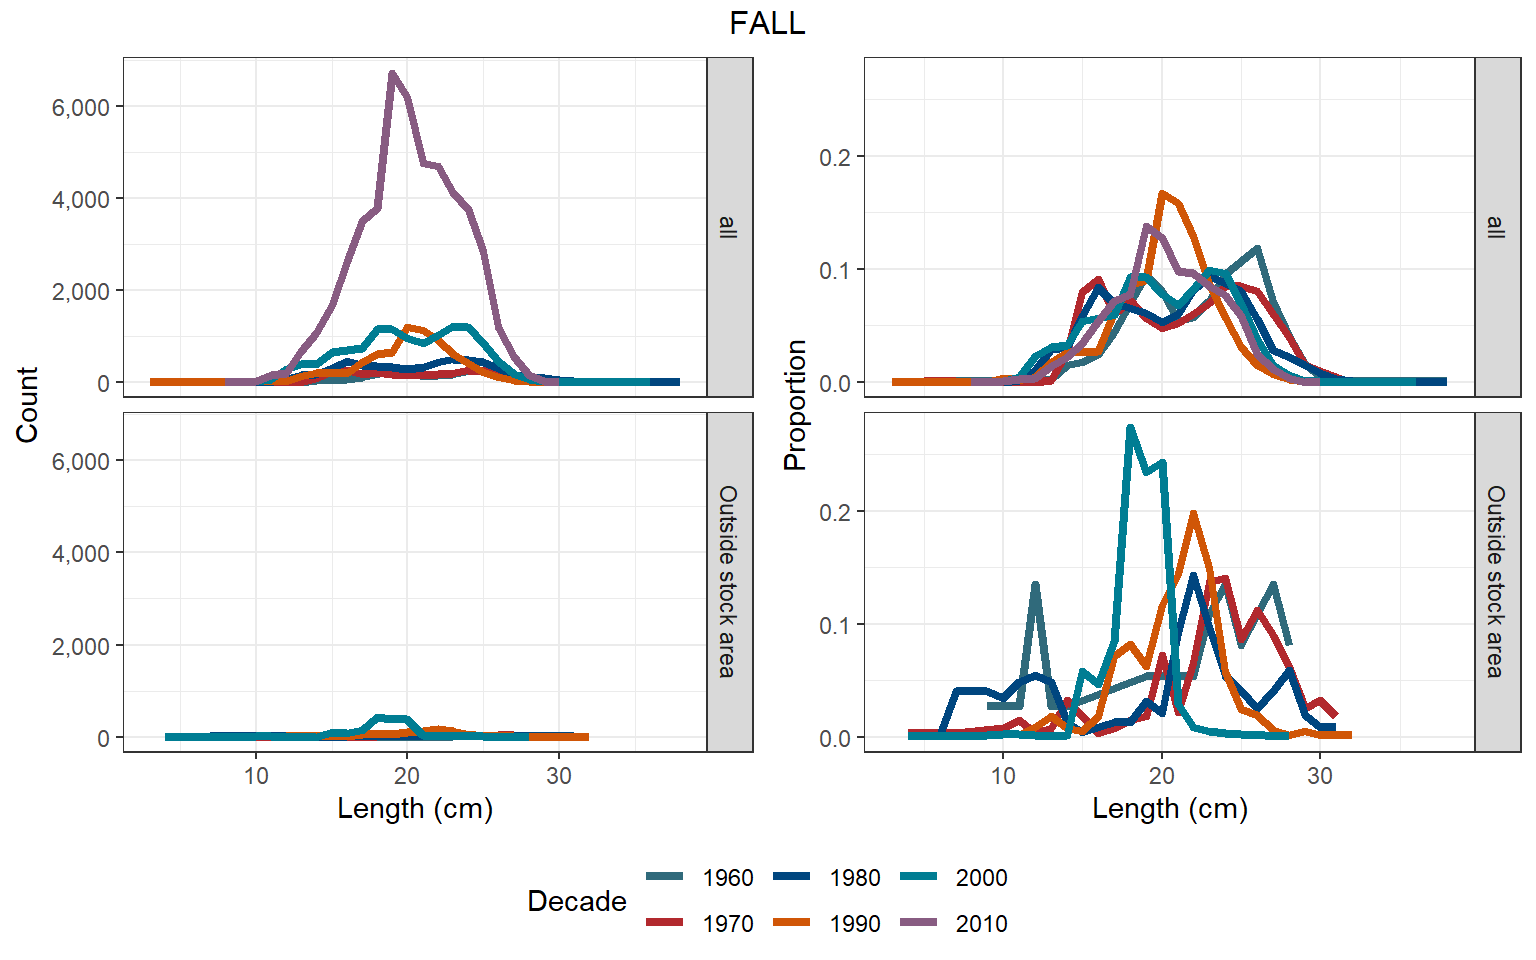 FALL
Count
6,000
4,000
2,000
0
all
6,000
4,000
2,000
0
Outside stock area
10
20
30
Length (cm)
Proportion
0.2
0.1
0.0
all
0.2
0.1
0.0
Outside stock area
10
20
30
Length (cm)
Decade
1960
1980
2000
1970
1990
2010